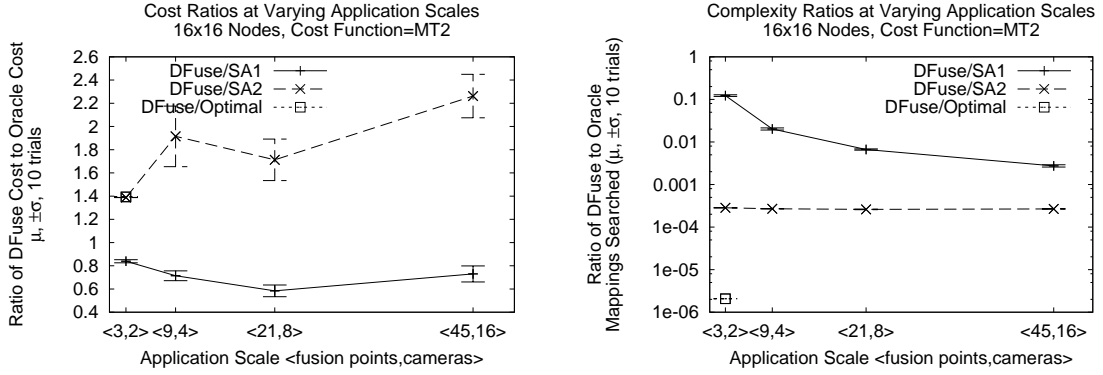 Cost Ratios at Varying Application Scales
16x16 Nodes, Cost Function=MT2
Ratio of DFuse Cost to Oracle Cost
μ, ±σ, 10 trials
2.6
2.4
2.2
2
1.8
1.6
1.4
1.2
1
0.8
0.6
0.4
DFuse/SA1
DFuse/SA2
DFuse/Optimal
<3,2> <9,4> <21,8> <45,16>
Application Scale <fusion points,cameras>
Complexity Ratios at Varying Application Scales
16x16 Nodes, Cost Function=MT2
Ratio of DFuse to Oracle
Mappings Searched (μ, ±σ, 10 trials)
1
0.1
0.01
0.001
1e-04
1e-05
1e-06
DFuse/SA1
DFuse/SA2
DFuse/Optimal
<3,2> <9,4> <21,8> <45,16>
Application Scale <fusion points,cameras>